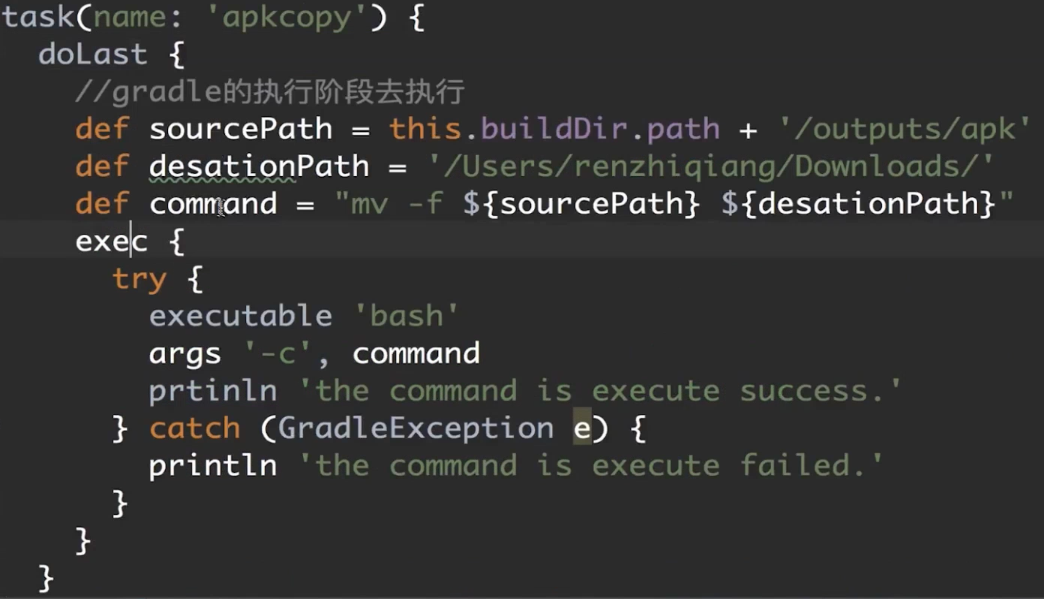 task(name: 'apkcopy') {
  doLast {
    //gradle的执行阶段去执行
    def sourcePath = this.buildDir.path + '/outputs/apk'
    def desationPath = '/Users/renzhiqiang/Downloads/'
    def command = "mv -f ${sourcePath} ${desationPath}"
    exec {
      try {
        executable 'bash'
        args '-c', command
        prtinln 'the command is execute success.'
      } catch (GradleException e) {
        println 'the command is execute failed.'
      }
    }
  }